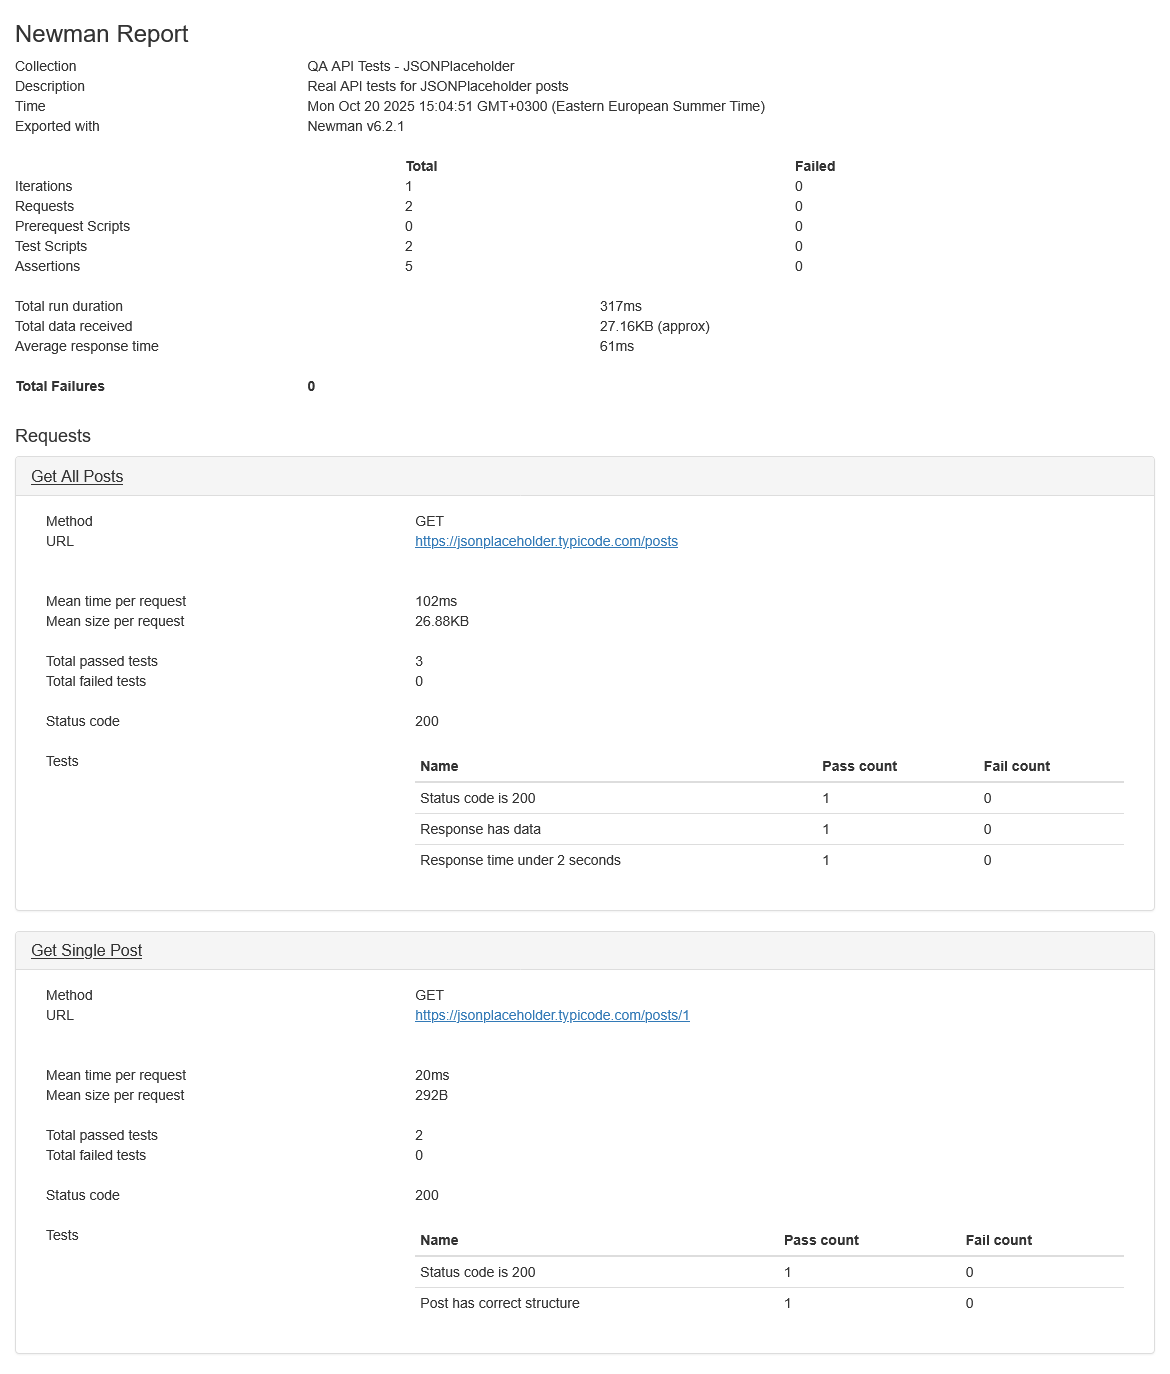 Newman Report
Collection QA API Tests - JSONPlaceholder
Description Real API tests for JSONPlaceholder posts
Time Mon Oct 20 2025 15:04:51 GMT+0300 (Eastern European Summer Time)
Exported with Newman v6.2.1
Total Failed
Iterations 1 0
Requests 2 0
Prerequest Scripts 0 0
Test Scripts 2 0
Assertions 5 0
Total run duration 317ms
Total data received 27.16KB (approx)
Average response time 61ms
Total Failures 0
Requests
Get All Posts
Method GET
URL https://jsonplaceholder.typicode.com/posts
Mean time per request 102ms
Mean size per request 26.88KB
Total passed tests 3
Total failed tests 0
Status code 200
Tests Name Pass count Fail count
Status code is 200 1 0
Response has data 1 0
Response time under 2 seconds 1 0
Get Single Post
Method GET
URL https://jsonplaceholder.typicode.com/posts/1
Mean time per request 20ms
Mean size per request 292B
Total passed tests 2
Total failed tests 0
Status code 200
Tests Name Pass count Fail count
Status code is 200 1 0
Post has correct structure 1 0